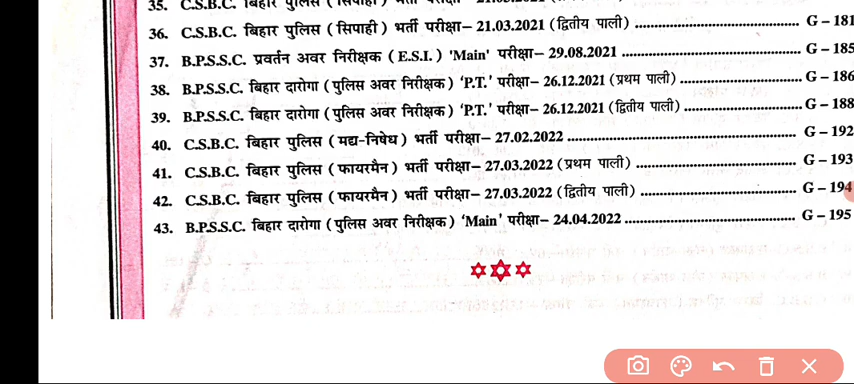 35. C.S.B.C. बिहार पुलिस ( सिपाही )
36. C.S.B.C. बिहार पुलिस ( सिपाही ) भर्ती परीक्षा– 21.03.2021 (द्वितीय पाली) ........................................ G – 181
37. B.P.S.S.C. प्रवर्तन अवर निरीक्षक ( E.S.I. ) 'Main' परीक्षा– 29.08.2021 ........................................ G – 185
38. B.P.S.S.C. बिहार दारोगा ( पुलिस अवर निरीक्षक ) ‘P.T.’ परीक्षा– 26.12.2021 (प्रथम पाली) ............................ G – 186
39. B.P.S.S.C. बिहार दारोगा ( पुलिस अवर निरीक्षक ) ‘P.T.’ परीक्षा– 26.12.2021 (द्वितीय पाली) ............................ G – 188
40. C.S.B.C. बिहार पुलिस ( मद्य-निषेध ) भर्ती परीक्षा– 27.02.2022 ........................................ G – 192
41. C.S.B.C. बिहार पुलिस ( फायरमैन ) भर्ती परीक्षा– 27.03.2022 (प्रथम पाली) ........................................ G – 193
42. C.S.B.C. बिहार पुलिस ( फायरमैन ) भर्ती परीक्षा– 27.03.2022 (द्वितीय पाली) ........................................ G – 194
43. B.P.S.S.C. बिहार दारोगा ( पुलिस अवर निरीक्षक ) ‘Main’ परीक्षा– 24.04.2022 ........................................ G – 195